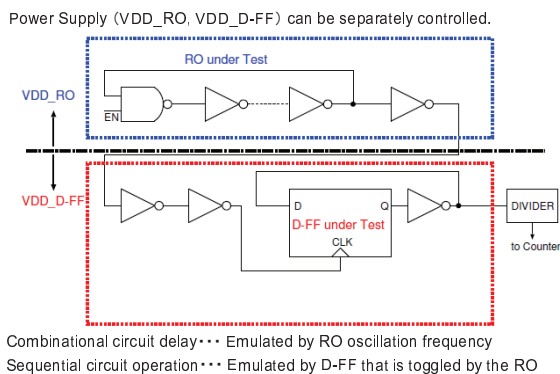 Power Supply (VDD_RO, VDD_D-FF) can be separately controlled.
RO under Test
VDD_RO
EN
VDD_D-FF
D
Q
D-FF under Test
CLK
DIVIDER
to Counter
Combinational circuit delay・・・ Emulated by RO oscillation frequency
Sequential circuit operation・・・ Emulated by D-FF that is toggled by the RO